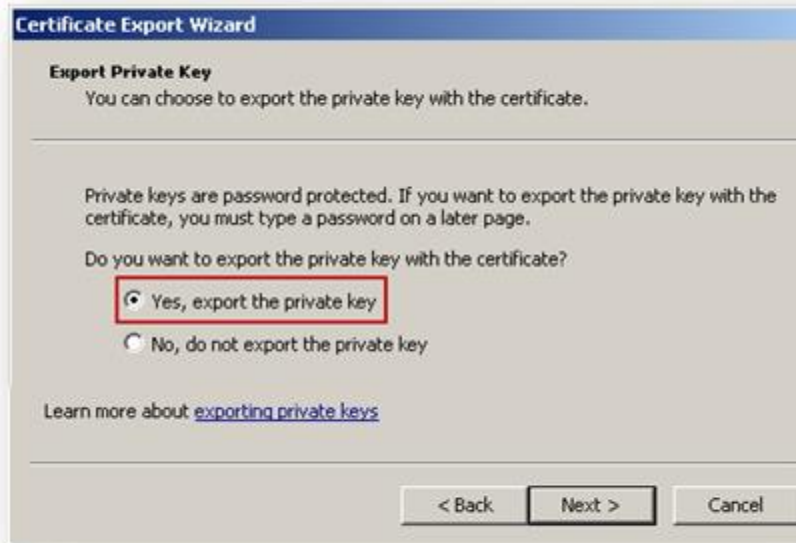 Certificate Export Wizard
Export Private Key
You can choose to export the private key with the certificate.
Private keys are password protected. If you want to export the private key with the
certificate, you must type a password on a later page.
Do you want to export the private key with the certificate?
Yes, export the private key
No, do not export the private key
Learn more about exporting private keys
< Back Next > Cancel